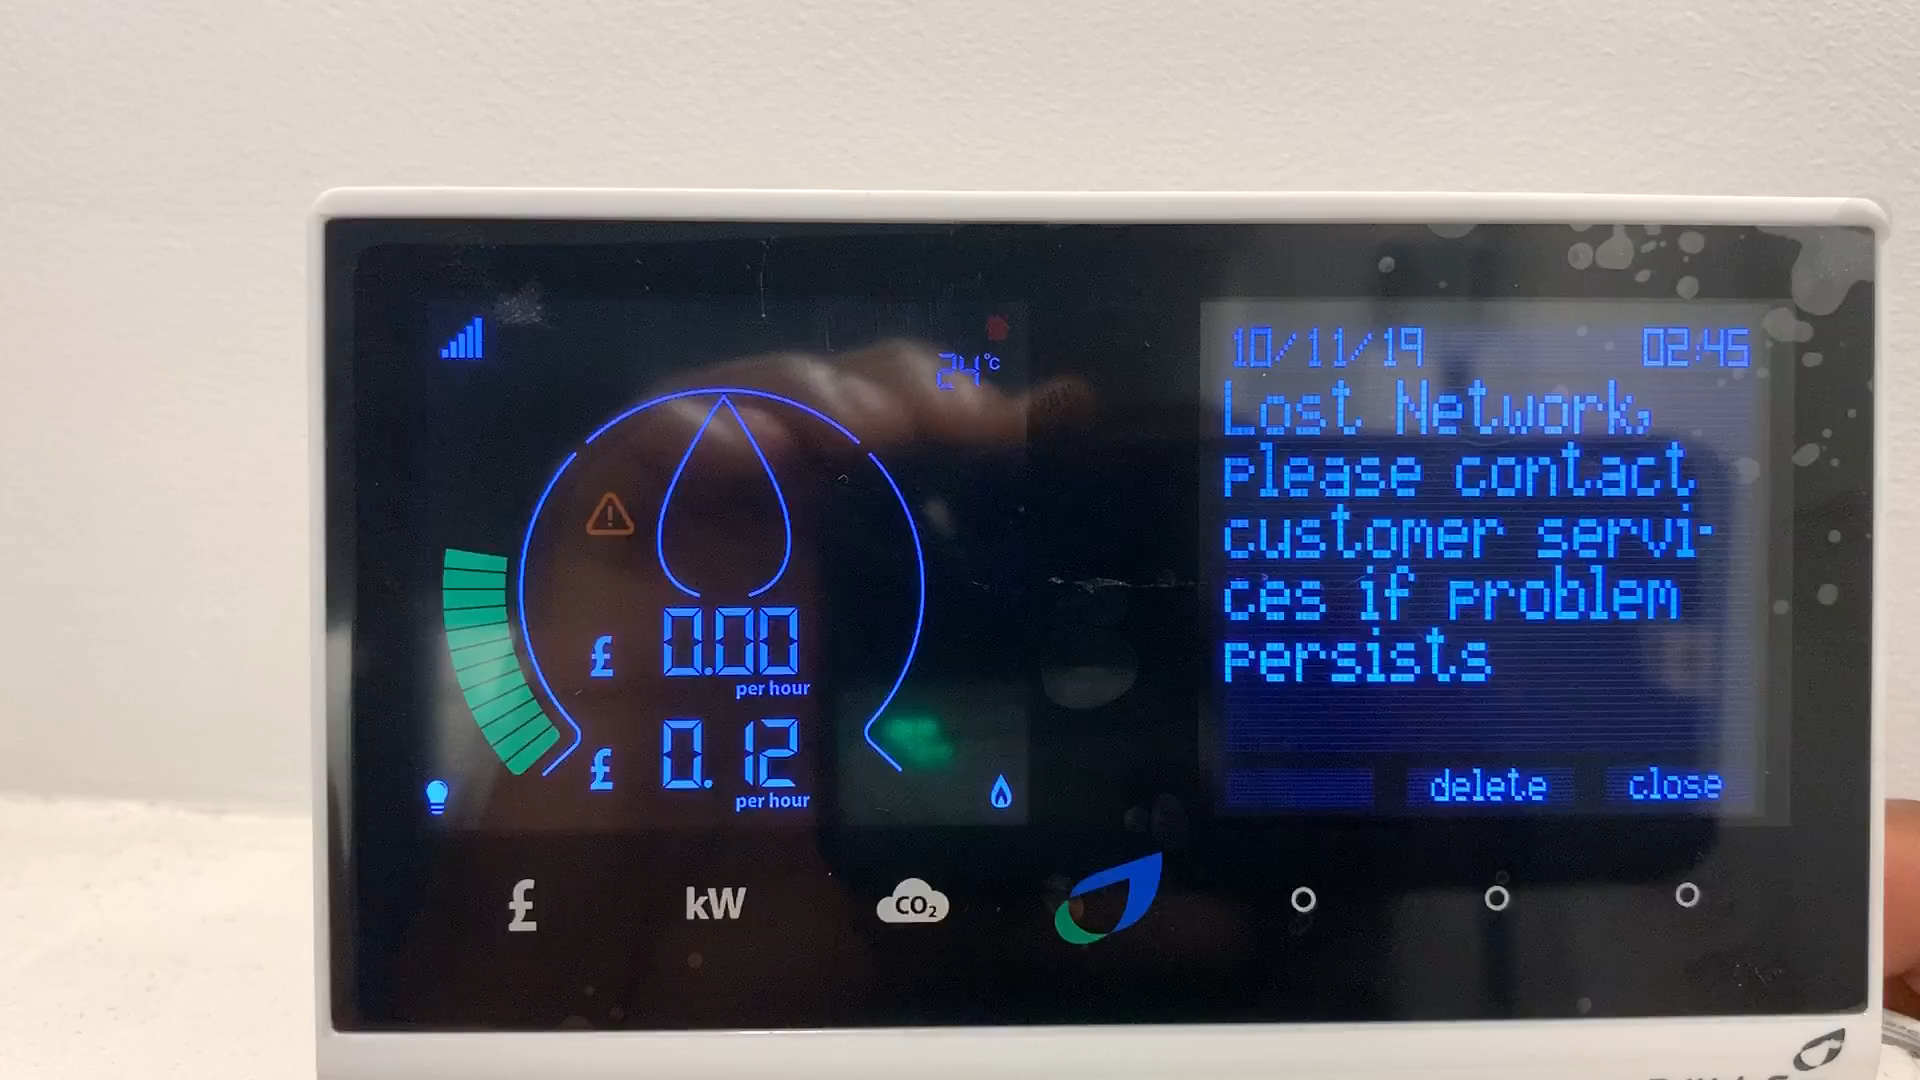 24°C
£ 0.00
per hour
£ 0.12
per hour
10/11/19 02:45
Lost Network,
please contact
customer servi-
ces if problem
persists
delete close
£ kW CO₂